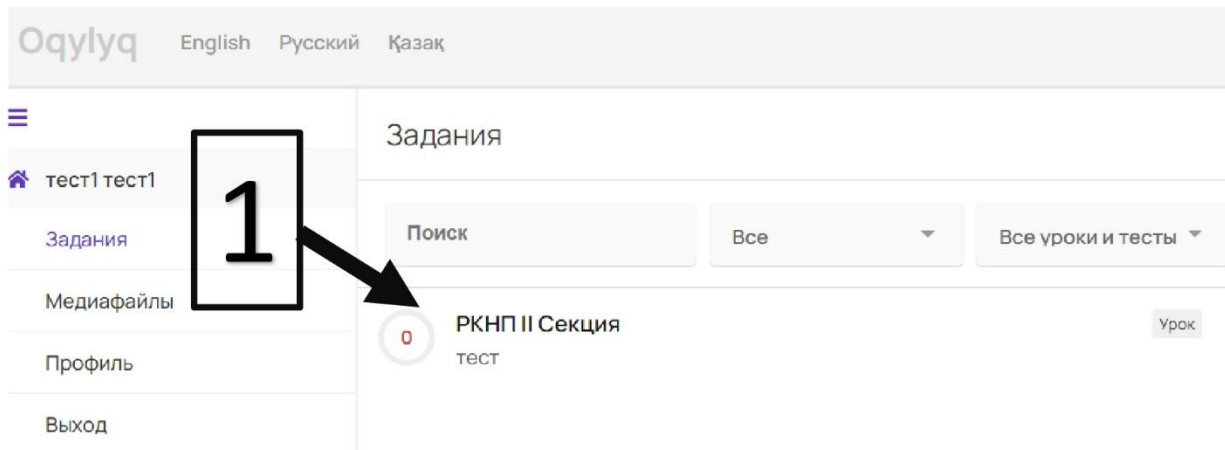 Oqylyq English Русский Қазақ
Задания
тест1 тест1
1
Задания
Поиск Все Все уроки и тесты
Медиафайлы
РКНП II Секция Урок
0
тест
Профиль
Выход